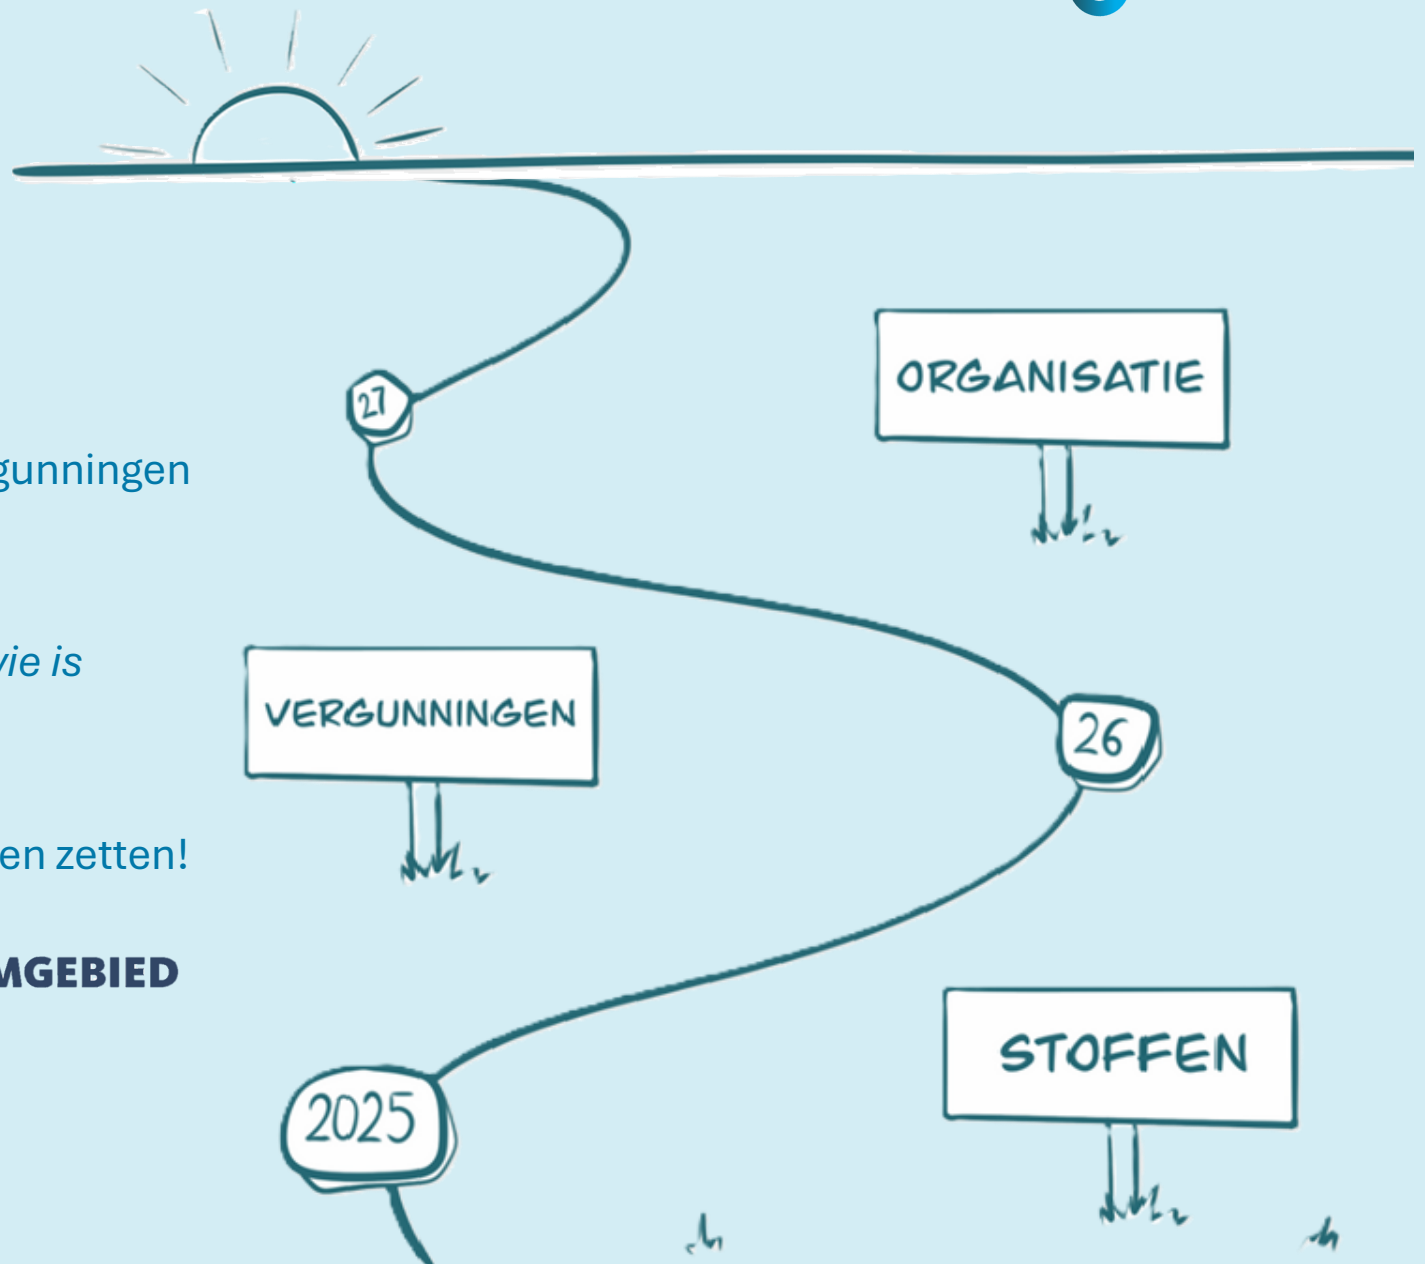 27
ORGANISATIE
gunningen
vie is
VERGUNNINGEN
26
en zetten!
MGEBIED
STOFFEN
2025